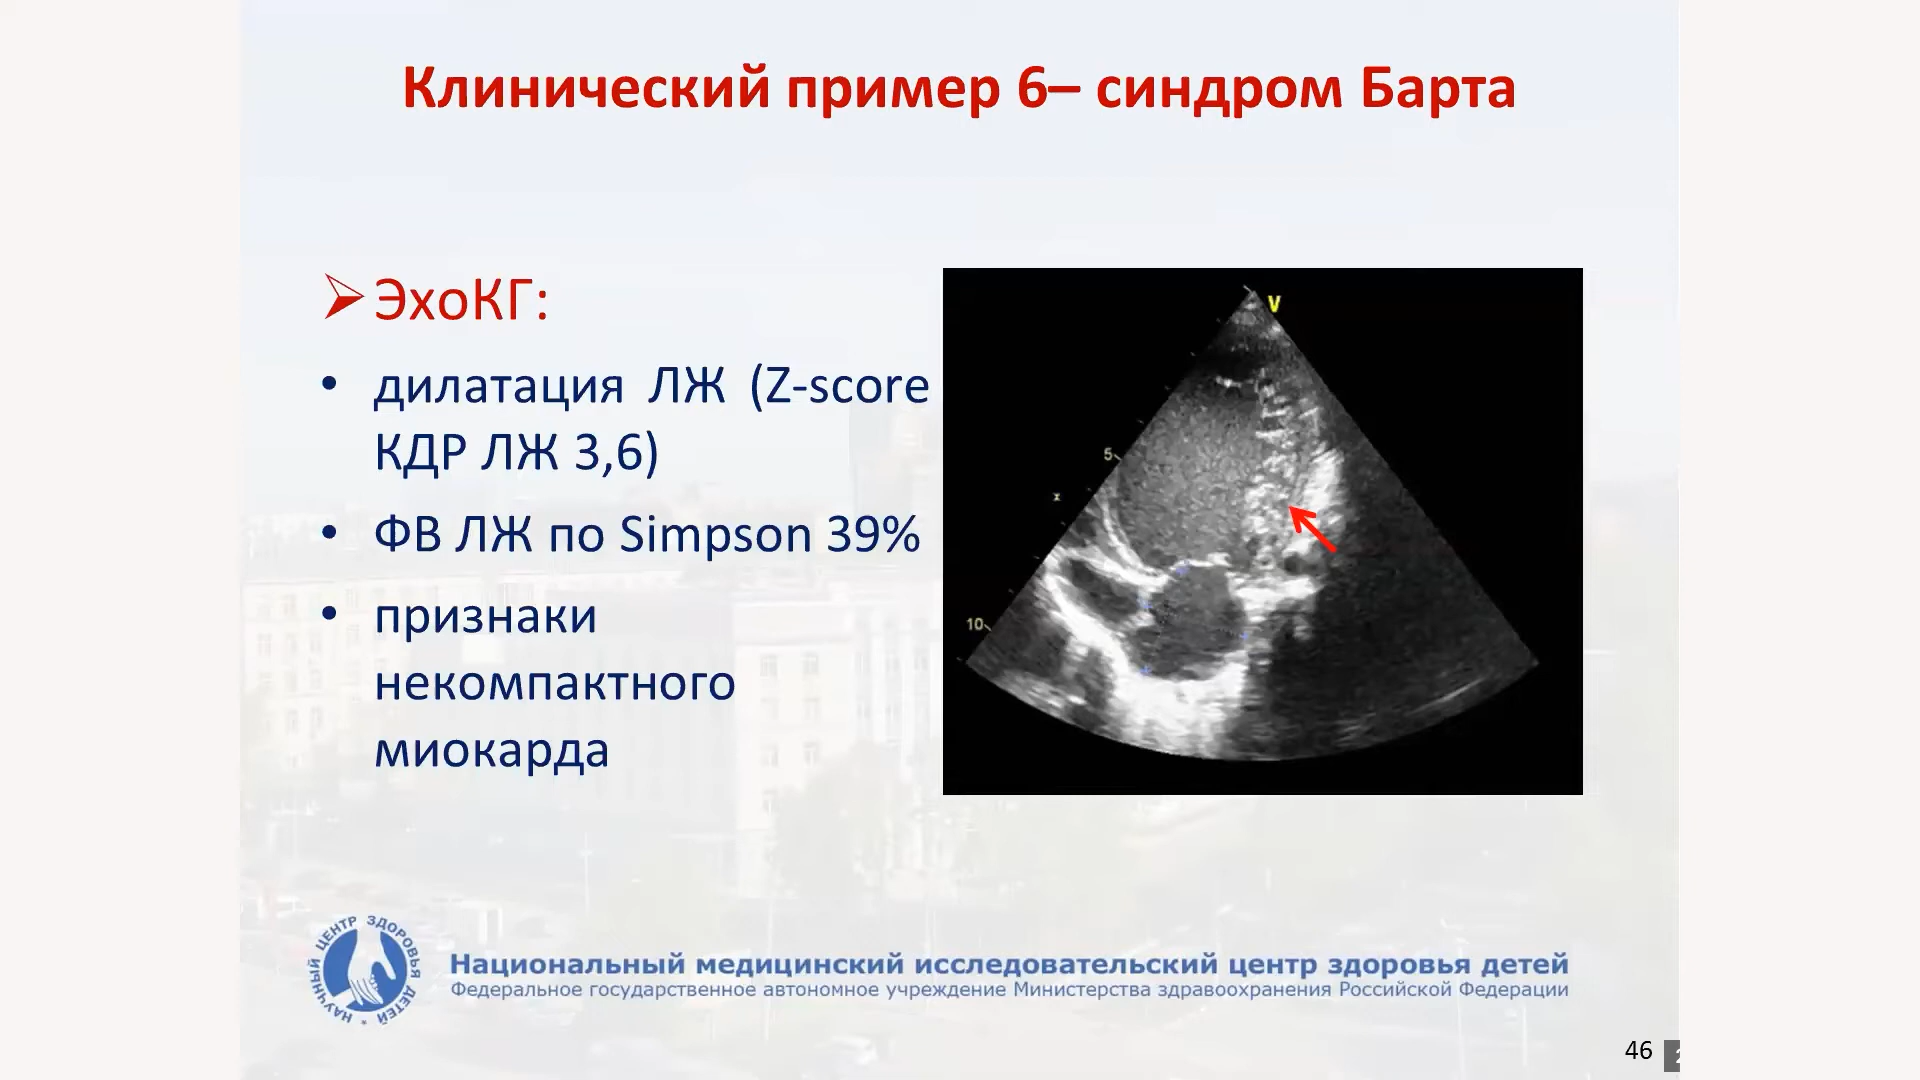 Клинический пример 6– синдром Барта
➢ ЭхоКГ:
• дилатация ЛЖ (Z-score
КДР ЛЖ 3,6)
• ФВ ЛЖ по Simpson 39%
• признаки
некомпактного
миокарда
V
5
x
10
НАУЧНЫЙ ЦЕНТР ЗДОРОВЬЯ ДЕТЕЙ
Национальный медицинский исследовательский центр здоровья детей
Федеральное государственное автономное учреждение Министерства здравоохранения Российской Федерации
46